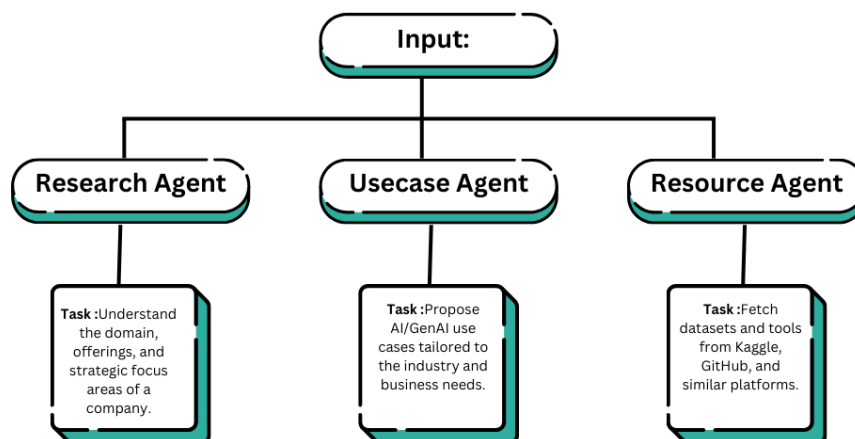 Input:
Research Agent
Usecase Agent
Resource Agent
Task :Understand
the domain,
offerings, and
strategic focus
areas of a
company.
Task :Propose
AI/GenAI use
cases tailored to
the industry and
business needs.
Task :Fetch
datasets and tools
from Kaggle,
GitHub, and
similar platforms.